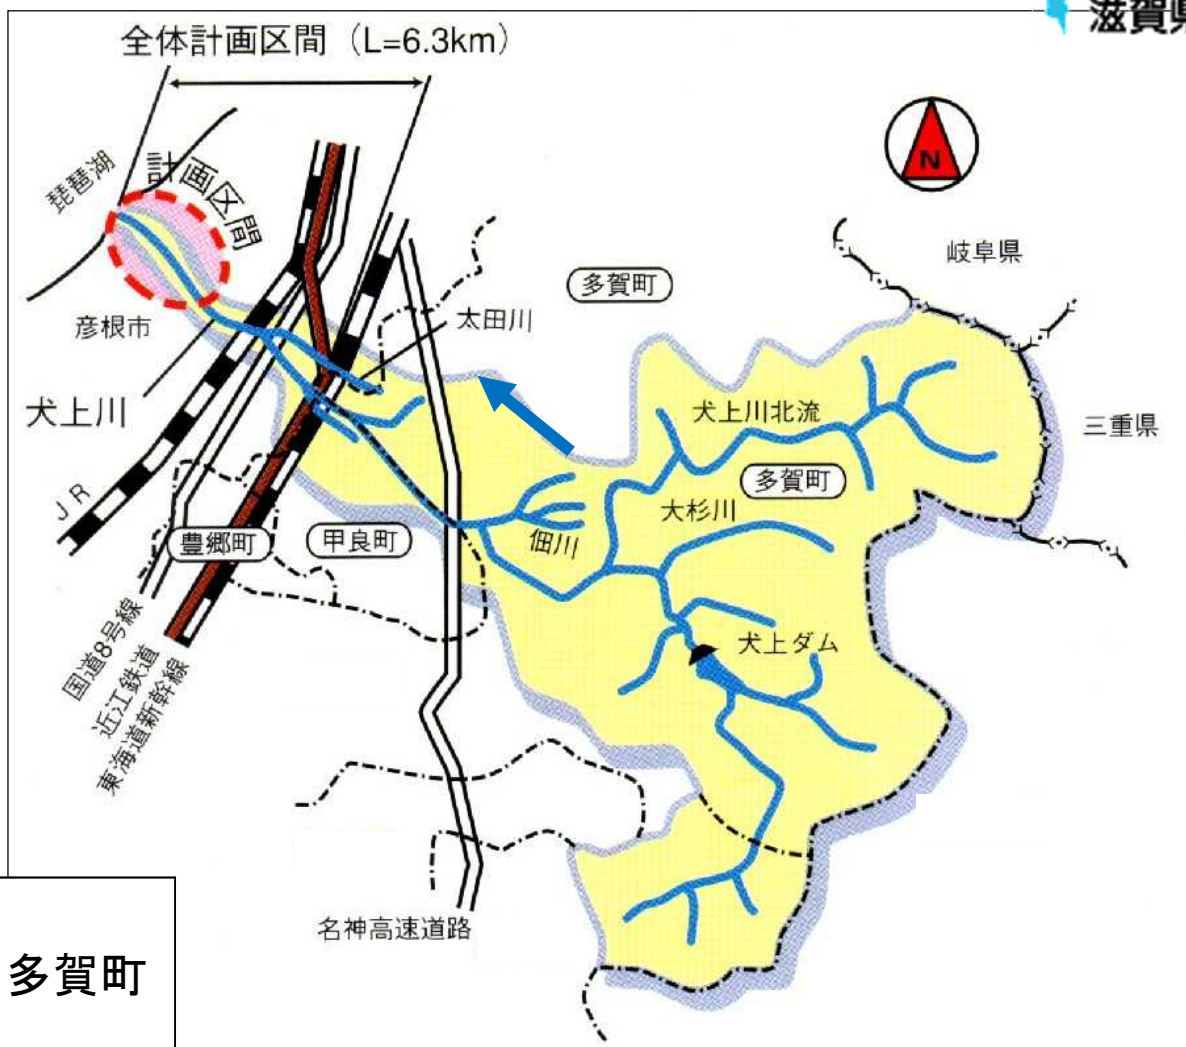 滋賀県
全体計画区間（L=6.3km）
N
琵琶湖
計画区間
岐阜県
多賀町
彦根市
太田川
犬上川
犬上川北流
三重県
多賀町
大杉川
JR
豊郷町
甲良町
佃川
犬上ダム
国道8号線
近江鉄道
東海道新幹線
名神高速道路
多賀町